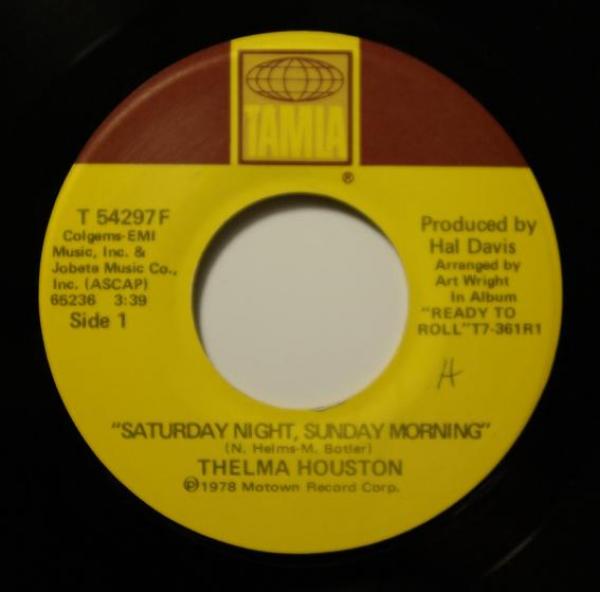 TAMLA
®
T 54297F
Colgems-EMI
Music, Inc. &
Jobete Music Co.,
Inc. (ASCAP)
65236 3:39
Side 1
Produced by
Hal Davis
Arranged by
Art Wright
In Album
"READY TO
ROLL"T7-361R1
H
"SATURDAY NIGHT, SUNDAY MORNING"
(N. Helms-M. Botler)
THELMA HOUSTON
℗1978 Motown Record Corp.